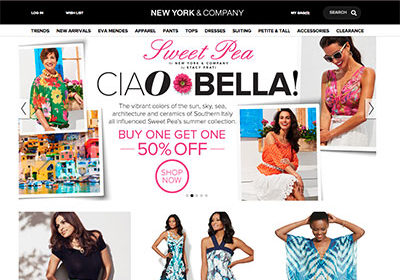 LOG IN
WISH LIST
NEW YORK & COMPANY
MY BAG(0)
SEARCH
TRENDS NEW ARRIVALS EVA MENDES APPAREL PANTS TOPS DRESSES SUITING PETITE & TALL ACCESSORIES CLEARANCE
Sweet Pea
by NEW YORK & COMPANY
by STACY FRATI
CIAO BELLA!
The vibrant colors of the sun, sky, sea,
architecture and ceramics of Southern Italy
all influenced Sweet Pea's summer collection.
BUY ONE GET ONE
50% OFF
SHOP
NOW